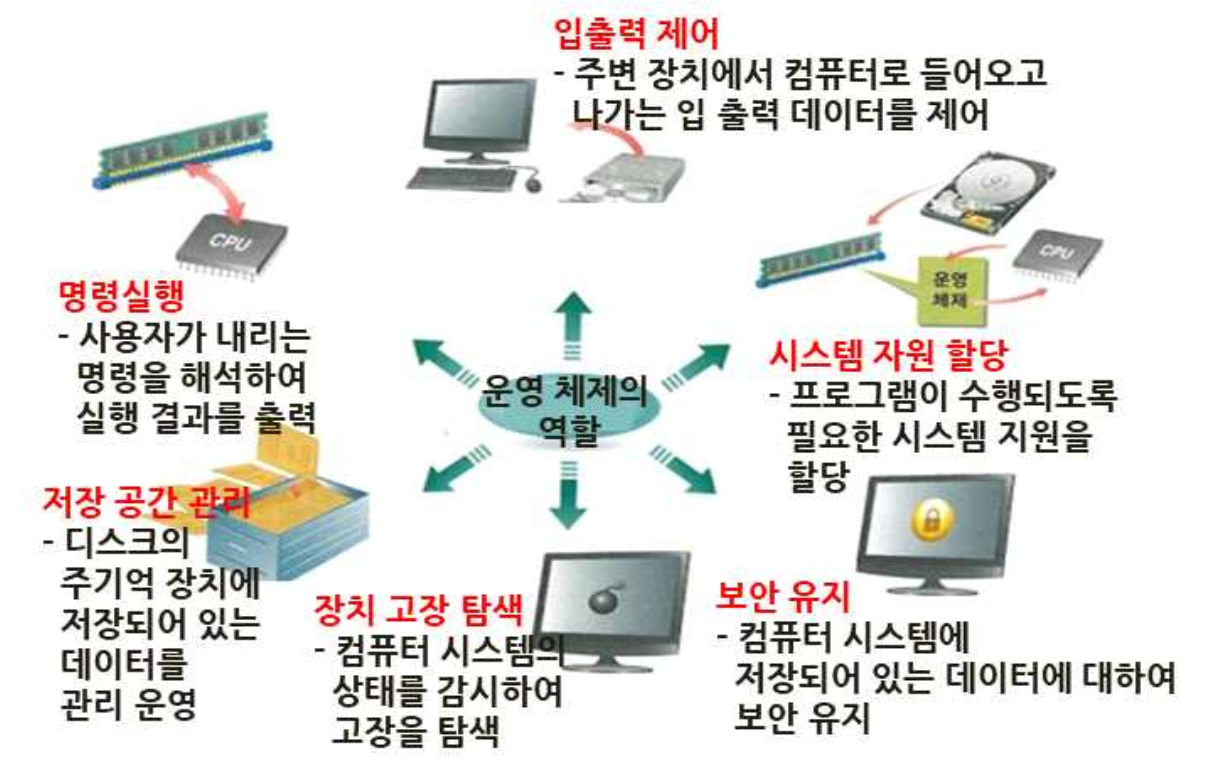 입출력 제어
- 주변 장치에서 컴퓨터로 들어오고
나가는 입 출력 데이터를 제어
CPU
명령실행
- 사용자가 내리는
명령을 해석하여
실행 결과를 출력
CPU
운영
체제
시스템 자원 할당
- 프로그램이 수행되도록
필요한 시스템 지원을
할당
운영 체제의
역할
저장 공간 관리
- 디스크의
주기억 장치에
저장되어 있는
데이터를
관리 운영
장치 고장 탐색
- 컴퓨터 시스템의
상태를 감시하여
고장을 탐색
보안 유지
- 컴퓨터 시스템에
저장되어 있는 데이터에 대하여
보안 유지